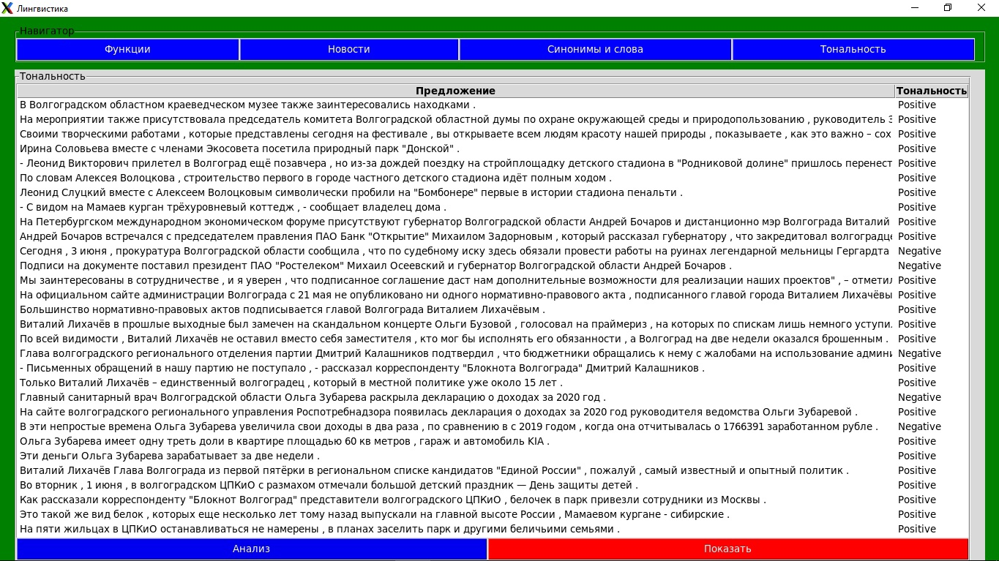 Лингвистика
Навигатор
Функции Новости Синонимы и слова Тональность
Тональность
Предложение Тональность
В Волгоградском областном краеведческом музее также заинтересовались находками . Positive
На мероприятии также присутствовала председатель комитета Волгоградской областной думы по охране окружающей среды и природопользованию , руководитель Positive
Своими творческими работами , которые представлены сегодня на фестивале , вы открываете всем людям красоту нашей природы , показываете , как это важно – сох Positive
Ирина Соловьева вместе с членами Экосовета посетила природный парк "Донской" . Positive
- Леонид Викторович прилетел в Волгоград ещё позавчера , но из-за дождей поездку на стройплощадку детского стадиона в "Родниковой долине" пришлось перенест Positive
По словам Алексея Волоцкова , строительство первого в городе частного детского стадиона идёт полным ходом . Positive
Леонид Слуцкий вместе с Алексеем Волоцковым символически пробили на "Бомбонере" первые в истории стадиона пенальти . Positive
- С видом на Мамаев курган трёхуровневый коттедж , - сообщает владелец дома . Positive
На Петербургском международном экономическом форуме присутствуют губернатор Волгоградской области Андрей Бочаров и дистанционно мэр Волгограда Виталий Positive
Андрей Бочаров встречался с председателем правления ПАО Банк "Открытие" Михаилом Задорновым , который рассказал губернатору , что закредитовал волгоградце Positive
Сегодня , 3 июня , прокуратура Волгоградской области сообщила , что по судебному иску здесь обязали провести работы на руинах легендарной мельницы Гергардта Negative
Подписи на документе поставил президент ПАО "Ростелеком" Михаил Осеевский и губернатор Волгоградской области Андрей Бочаров . Negative
Мы заинтересованы в сотрудничестве , и я уверен , что подписанное соглашение даст нам дополнительные возможности для реализации наших проектов" , – отметил Positive
На официальном сайте администрации Волгограда с 21 мая не опубликовано ни одного нормативно-правового акта , подписанного главой города Виталием Лихачёвы Positive
Большинство нормативно-правовых актов подписывается главой Волгограда Виталием Лихачёвым . Positive
Виталий Лихачёв в прошлые выходные был замечен на скандальном концерте Ольги Бузовой , голосовал на праймериз , на которых по спискам лишь немного уступи Positive
По всей видимости , Виталий Лихачёв не оставил вместо себя заместителя , кто мог бы исполнять его обязанности , а Волгоград на две недели оказался брошенным . Positive
Глава волгоградского регионального отделения партии Дмитрий Калашников подтвердил , что бюджетники обращались к нему с жалобами на использование админи Negative
- Письменных обращений в нашу партию не поступало , - рассказал корреспонденту "Блокнота Волгограда" Дмитрий Калашников . Positive
Только Виталий Лихачёв – единственный волгоградец , который в местной политике уже около 15 лет . Positive
Главный санитарный врач Волгоградской области Ольга Зубарева раскрыла декларацию о доходах за 2020 год . Negative
На сайте волгоградского регионального управления Роспотребнадзора появилась декларация о доходах за 2020 год руководителя ведомства Ольги Зубаревой . Positive
В эти непростые времена Ольга Зубарева увеличила свои доходы в два раза , по сравнению в с 2019 годом , когда она отчитывалась о 1766391 заработанном рубле . Negative
Ольга Зубарева имеет одну треть доли в квартире площадью 60 кв метров , гараж и автомобиль KIA . Positive
Эти деньги Ольга Зубарева зарабатывает за две недели . Positive
Виталий Лихачёв Глава Волгограда из первой пятёрки в региональном списке кандидатов "Единой России" , пожалуй , самый известный и опытный политик . Positive
Во вторник , 1 июня , в волгоградском ЦПКиО с размахом отмечали большой детский праздник — День защиты детей . Positive
Как рассказали корреспонденту "Блокнот Волгоград" представители волгоградского ЦПКиО , белочек в парк привезли сотрудники из Москвы . Positive
Это такой же вид белок , которых еще несколько лет тому назад выпускали на главной высоте России , Мамаевом кургане - сибирские . Positive
На пяти жильцах в ЦПКиО останавливаться не намерены , в планах заселить парк и другими беличьими семьями . Positive
Анализ Показать